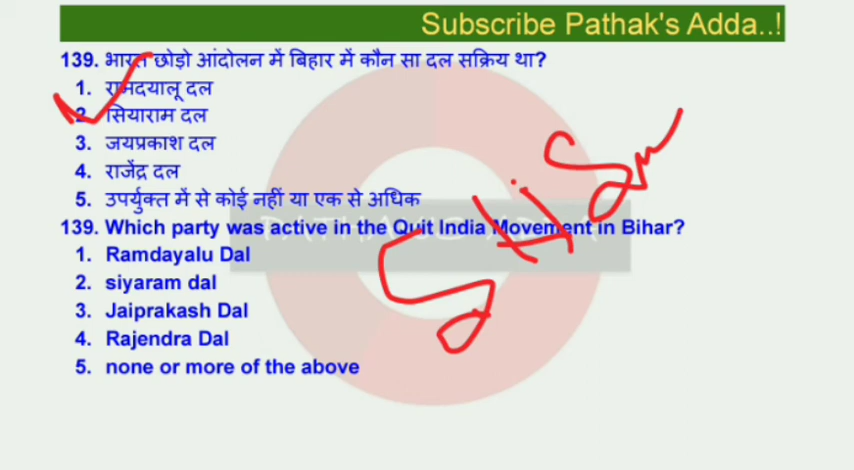 Subscribe Pathak's Adda..!
139. भारत छोड़ो आंदोलन में बिहार में कौन सा दल सक्रिय था?
1. रामदयालू दल
2. सियाराम दल
3. जयप्रकाश दल
4. राजेंद्र दल
5. उपर्युक्त में से कोई नहीं या एक से अधिक
139. Which party was active in the Quit India Movement in Bihar?
PATHAK'S ADDA
1. Ramdayalu Dal
2. siyaram dal
3. Jaiprakash Dal
4. Rajendra Dal
5. none or more of the above